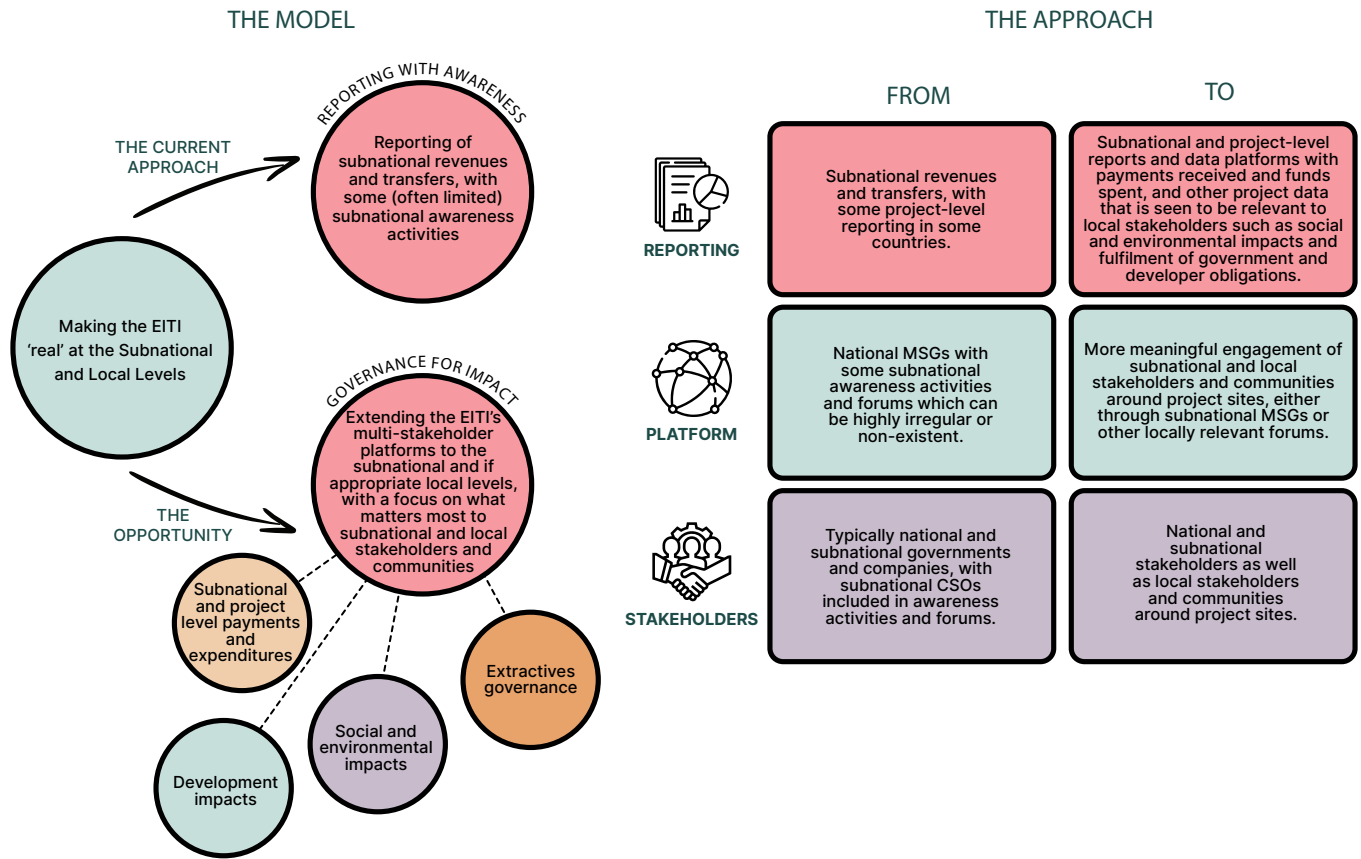 THE MODEL
REPORTING WITH AWARENESS
THE CURRENT
APPROACH
Reporting of
subnational revenues
and transfers, with
some (often limited)
subnational awareness
activities
Making the EITI
‘real’ at the Subnational
and Local Levels
GOVERNANCE FOR IMPACT
THE
OPPORTUNITY
Extending the EITI’s
multi-stakeholder
platforms to the
subnational and if
appropriate local levels,
with a focus on what
matters most to
subnational and local
stakeholders and
communities
Subnational
and project
level payments
and
expenditures
Development
impacts
Social and
environmental
impacts
Extractives
governance
THE APPROACH
FROM
TO
REPORTING
Subnational revenues
and transfers, with
some project-level
reporting in some
countries.
Subnational and project-level
reports and data platforms with
payments received and funds
spent, and other project data
that is seen to be relevant to
local stakeholders such as social
and environmental impacts and
fulfilment of government and
developer obligations.
PLATFORM
National MSGs with
some subnational
awareness activities
and forums which can
be highly irregular or
non-existent.
More meaningful engagement of
subnational and local
stakeholders and communities
around project sites, either
through subnational MSGs or
other locally relevant forums.
STAKEHOLDERS
Typically national and
subnational governments
and companies, with
subnational CSOs
included in awareness
activities and forums.
National and
subnational
stakeholders as well
as local stakeholders
and communities
around project sites.